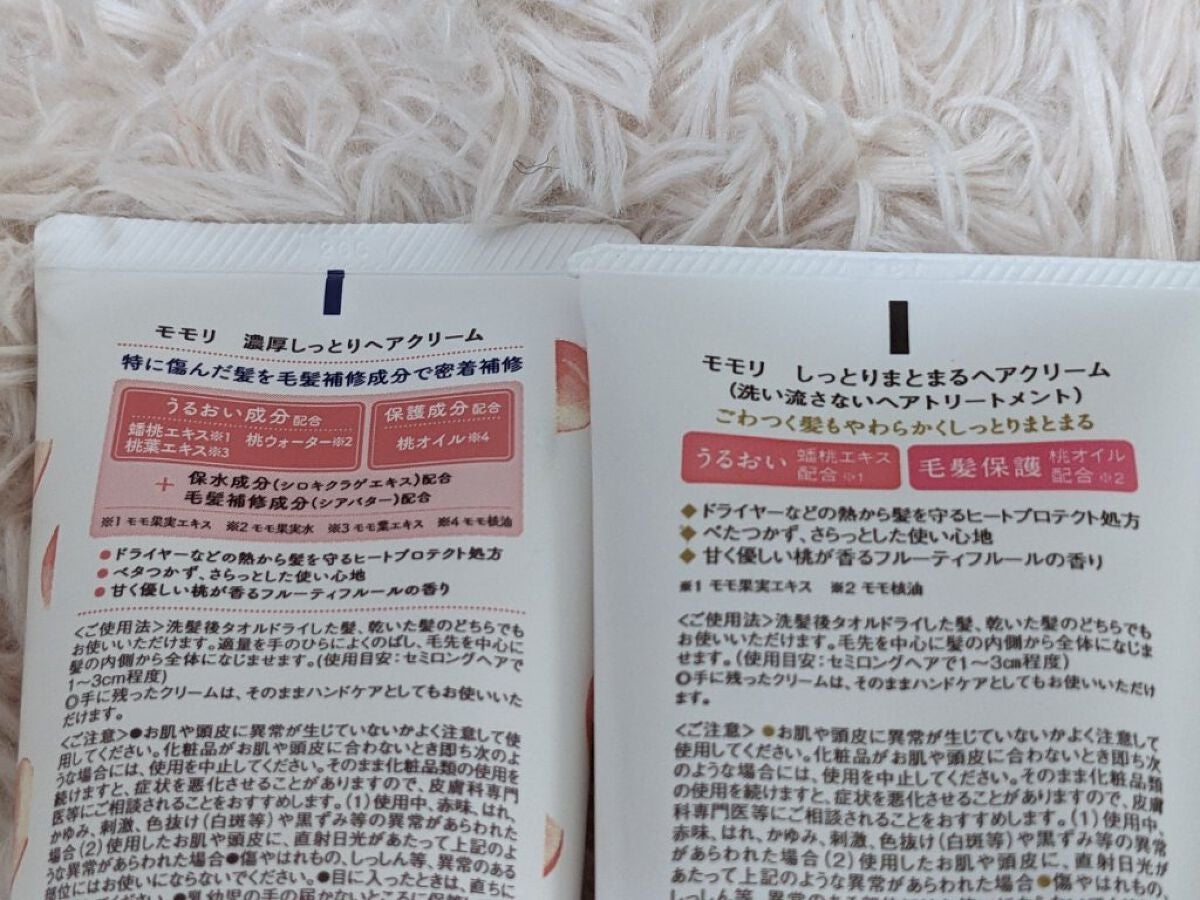 モモリ 濃厚しっとりヘアクリーム
特に傷んだ髪を毛髪補修成分で密着補修
うるおい成分配合
蟠桃エキス※1 桃ウォーター※2
桃葉エキス※3
保護成分配合
桃オイル※4
+ 保水成分(シロキクラゲエキス)配合
毛髪補修成分(シアバター)配合
※1 モモ果実エキス ※2 モモ果実水 ※3 モモ葉エキス ※4 モモ核油
●ドライヤーなどの熱から髪を守るヒートプロテクト処方
●ベタつかず、さらっとした使い心地
●甘く優しい桃が香るフルーティフルールの香り
<ご使用法>洗髪後タオルドライした髪、乾いた髪のどちらでも
お使いいただけます。適量を手のひらによくのばし、毛先を中心に
髪の内側から全体になじませます。(使用目安:セミロングヘアで
1〜3cm程度)
◎手に残ったクリームは、そのままハンドケアとしてもお使いいた
だけます。
<ご注意>●お肌や頭皮に異常が生じていないかよく注意して使
用してください。化粧品がお肌や頭皮に合わないとき即ち次のよ
うな場合には、使用を中止してください。そのまま化粧品類の使用を
続けますと、症状を悪化させることがありますので、皮膚科専門
医等にご相談されることをおすすめします。(1)使用中、赤味、はれ、
かゆみ、刺激、色抜け(白斑等)や黒ずみ等の異常があらわれた
場合(2)使用したお肌や頭皮に、直射日光があたって上記のよ
うな異常があらわれた場合●傷やはれもの、しっしん等、異常のある
部位にはお使いにならないでください。●目に入ったときは、直ちに
モモリ しっとりまとまるヘアクリーム
(洗い流さないヘアトリートメント)
ごわつく髪もやわらかくしっとりまとまる
うるおい 蟠桃エキス配合※1
毛髪保護 桃オイル配合※2
◆ドライヤーなどの熱から髪を守るヒートプロテクト処方
◆べたつかず、さらっとした使い心地
◆甘く優しい桃が香るフルーティフルールの香り
※1 モモ果実エキス ※2 モモ核油
<ご使用法>洗髪後タオルドライした髪、乾いた髪のどちらでも
お使いいただけます。毛先を中心に髪の内側から全体になじま
せます。(使用目安:セミロングヘアで1〜3cm程度)
◎手に残ったクリームは、そのままハンドケアとしてもお使いいただけ
ます。
<ご注意>●お肌や頭皮に異常が生じていないかよく注意して
使用してください。化粧品がお肌や頭皮に合わないとき即ち次
のような場合には、使用を中止してください。そのまま化粧品類
の使用を続けますと、症状を悪化させることがありますので、皮膚
科専門医等にご相談されることをおすすめします。(1)使用中、
赤味、はれ、かゆみ、刺激、色抜け(白斑等)や黒ずみ等の異常
があらわれた場合(2)使用したお肌や頭皮に、直射日光が
あたって上記のような異常があらわれた場合●傷やはれもの、